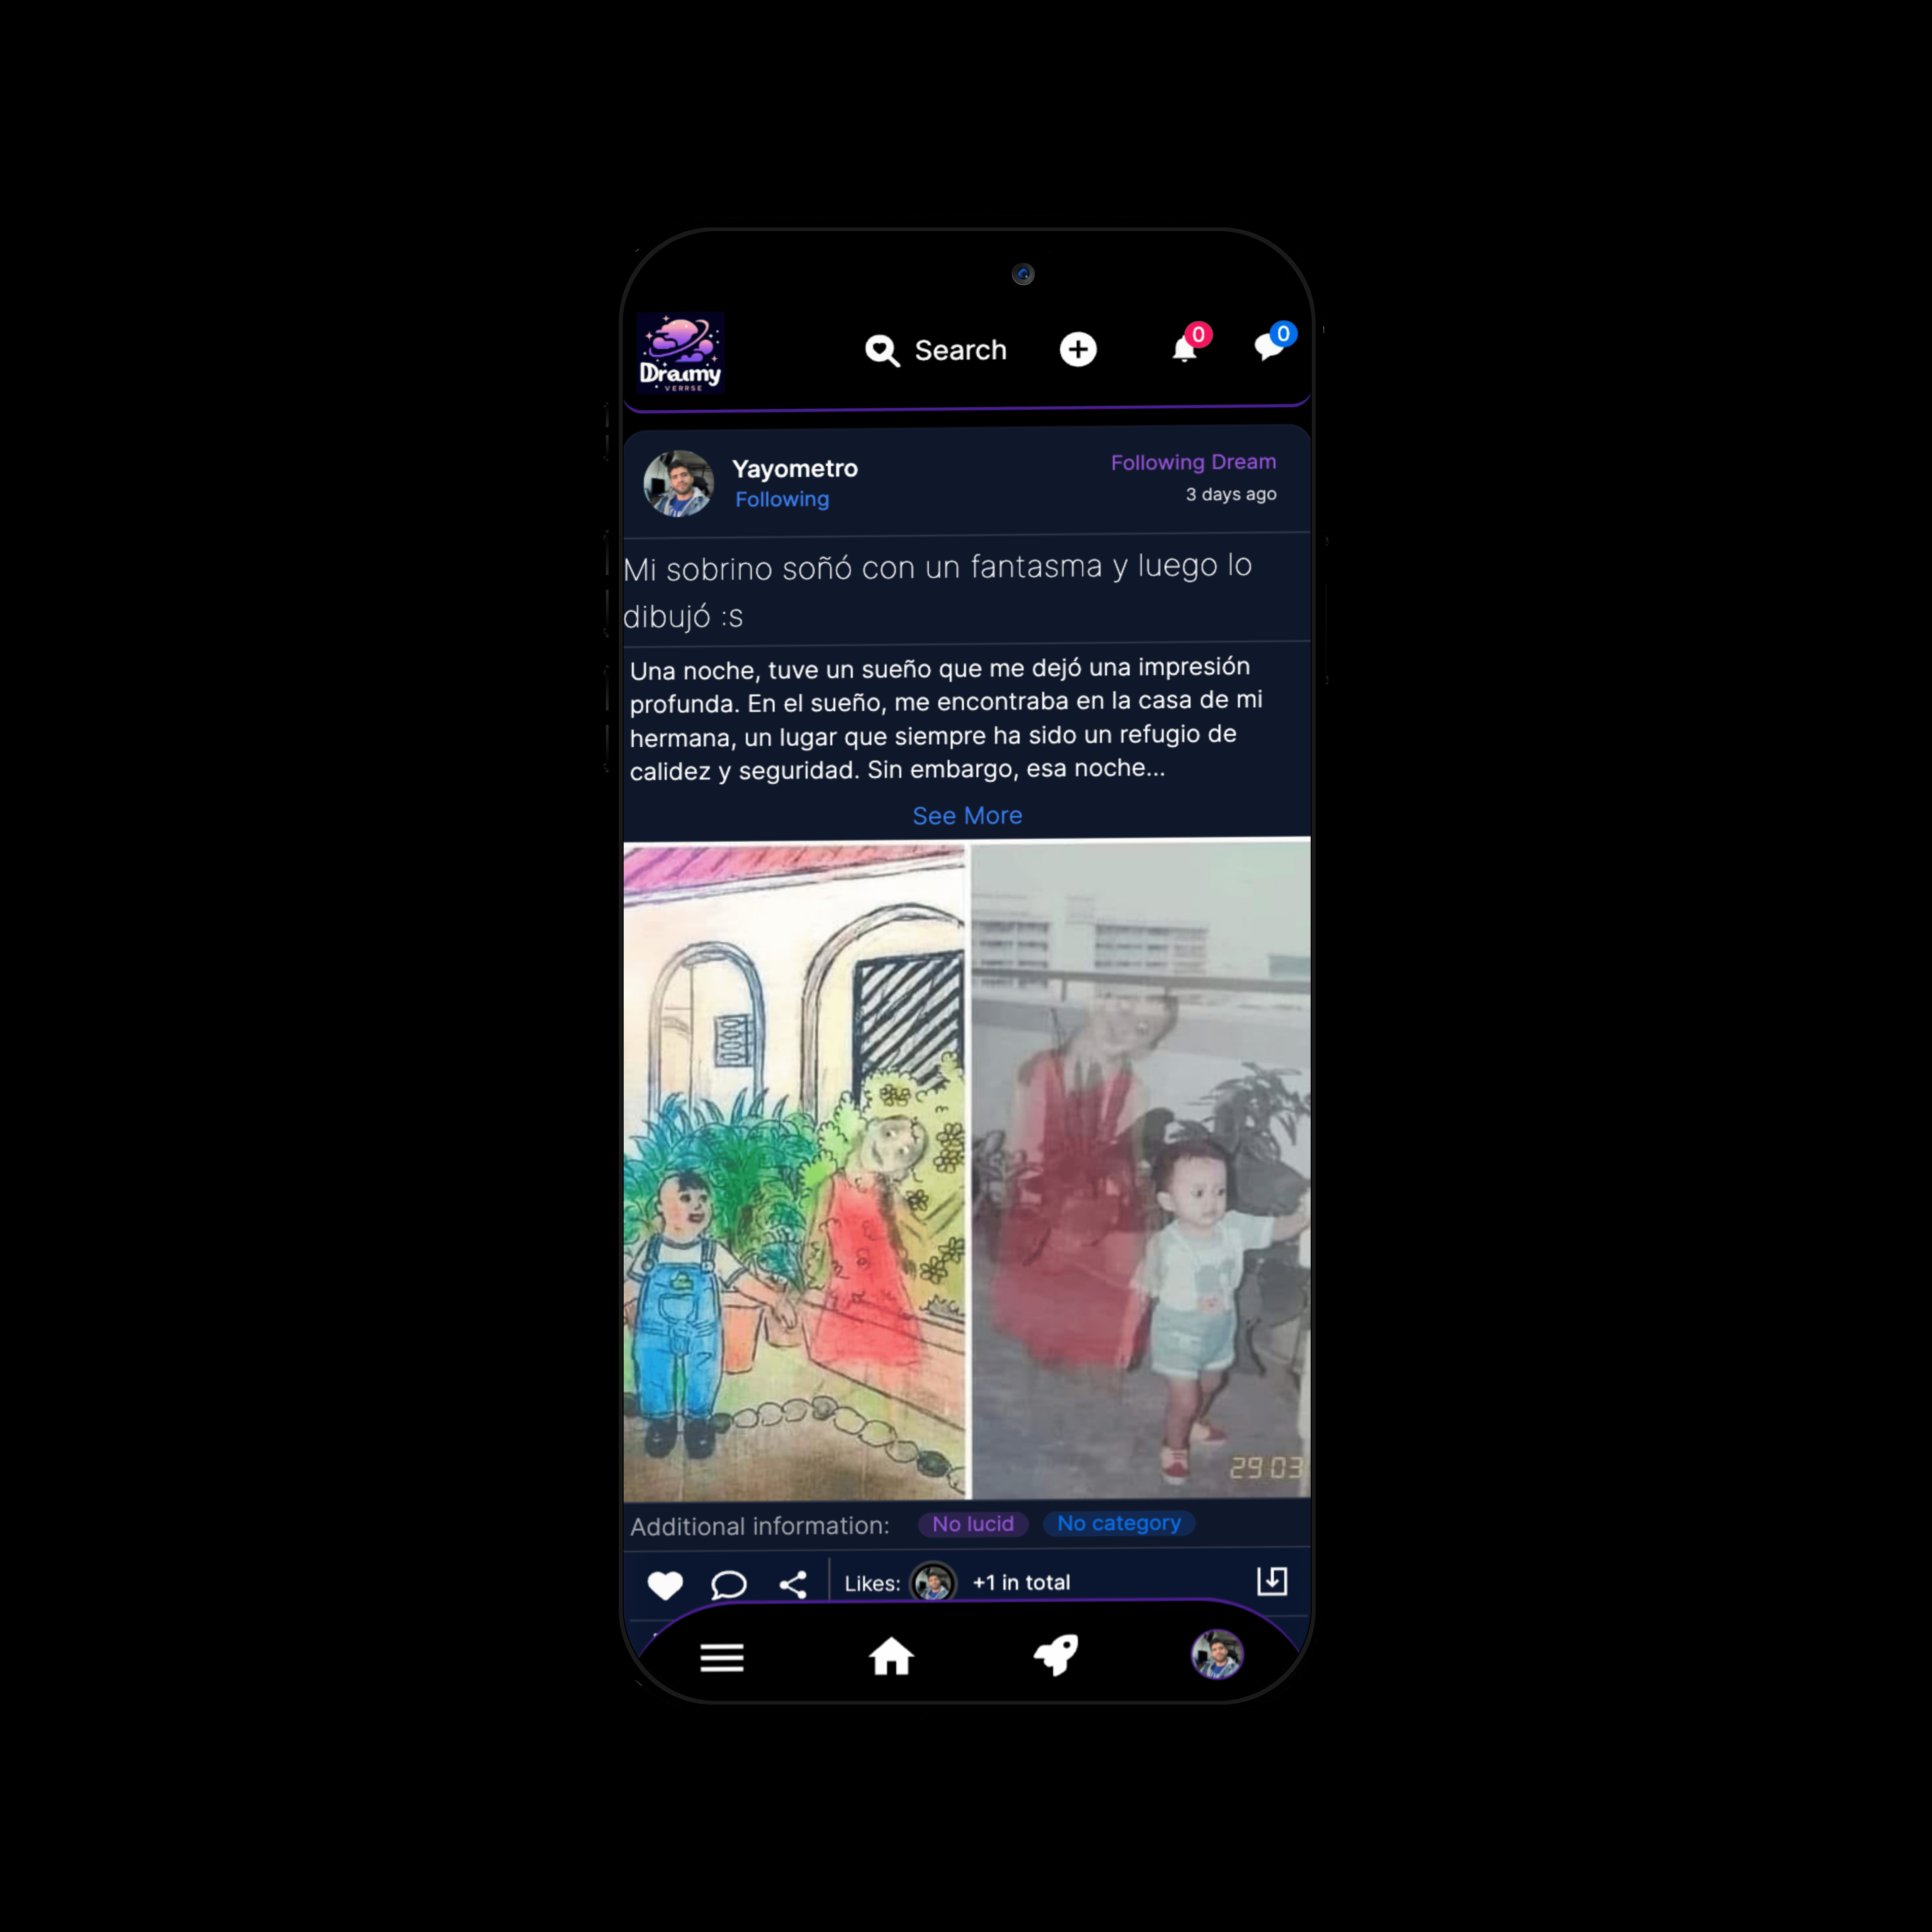 Dreamy
VERRSE
Search
0
0
Yayometro
Following Dream
Following
3 days ago
Mi sobrino soñó con un fantasma y luego lo
dibujó :s
Una noche, tuve un sueño que me dejó una impresión
profunda. En el sueño, me encontraba en la casa de mi
hermana, un lugar que siempre ha sido un refugio de
calidez y seguridad. Sin embargo, esa noche...
See More
29 03
Additional information: No lucid No category
Likes: +1 in total